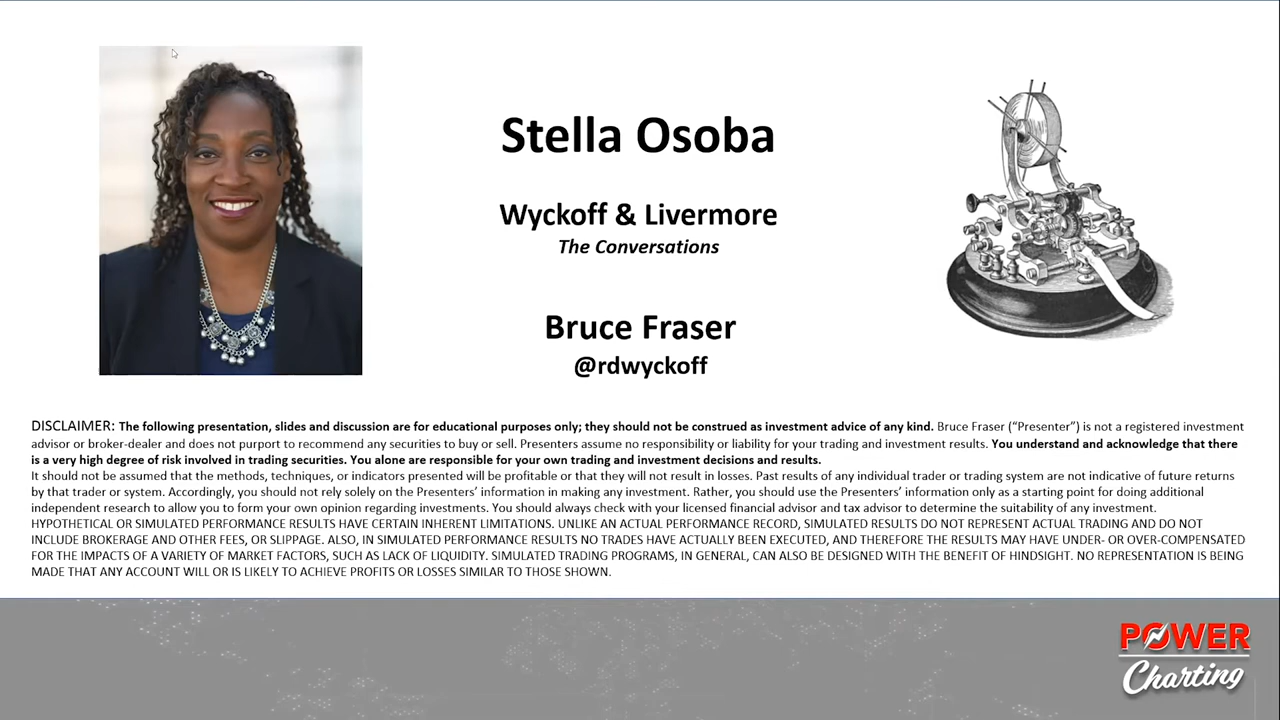 Stella Osoba
Wyckoff & Livermore
The Conversations
Bruce Fraser
@rdwyckoff
DISCLAIMER: The following presentation, slides and discussion are for educational purposes only; they should not be construed as investment advice of any kind. Bruce Fraser (“Presenter”) is not a registered investment
advisor or broker-dealer and does not purport to recommend any securities to buy or sell. Presenters assume no responsibility or liability for your trading and investment results. You understand and acknowledge that there
is a very high degree of risk involved in trading securities. You alone are responsible for your own trading and investment decisions and results.
It should not be assumed that the methods, techniques, or indicators presented will be profitable or that they will not result in losses. Past results of any individual trader or trading system are not indicative of future returns
by that trader or system. Accordingly, you should not rely solely on the Presenters’ information in making any investment. Rather, you should use the Presenters’ information only as a starting point for doing additional
independent research to allow you to form your own opinion regarding investments. You should always check with your licensed financial advisor and tax advisor to determine the suitability of any investment.
HYPOTHETICAL OR SIMULATED PERFORMANCE RESULTS HAVE CERTAIN INHERENT LIMITATIONS. UNLIKE AN ACTUAL PERFORMANCE RECORD, SIMULATED RESULTS DO NOT REPRESENT ACTUAL TRADING AND DO NOT
INCLUDE BROKERAGE AND OTHER FEES, OR SLIPPAGE. ALSO, IN SIMULATED PERFORMANCE RESULTS NO TRADES HAVE ACTUALLY BEEN EXECUTED, AND THEREFORE THE RESULTS MAY HAVE UNDER- OR OVER-COMPENSATED
FOR THE IMPACTS OF A VARIETY OF MARKET FACTORS, SUCH AS LACK OF LIQUIDITY. SIMULATED TRADING PROGRAMS, IN GENERAL, CAN ALSO BE DESIGNED WITH THE BENEFIT OF HINDSIGHT. NO REPRESENTATION IS BEING
MADE THAT ANY ACCOUNT WILL OR IS LIKELY TO ACHIEVE PROFITS OR LOSSES SIMILAR TO THOSE SHOWN.
POWER
Charting